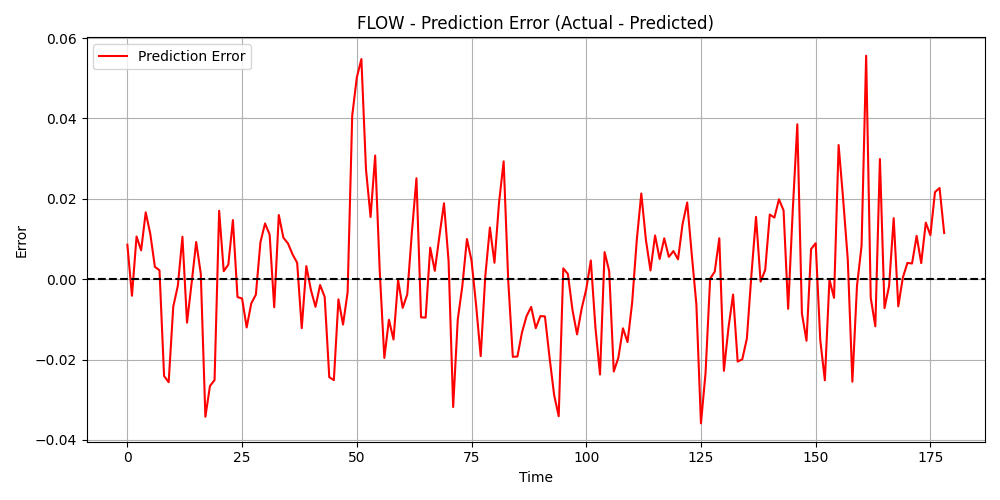 FLOW - Prediction Error (Actual - Predicted)
Prediction Error
0.06
0.04
0.02
0.00
−0.02
−0.04
Error
0 25 50 75 100 125 150 175
Time